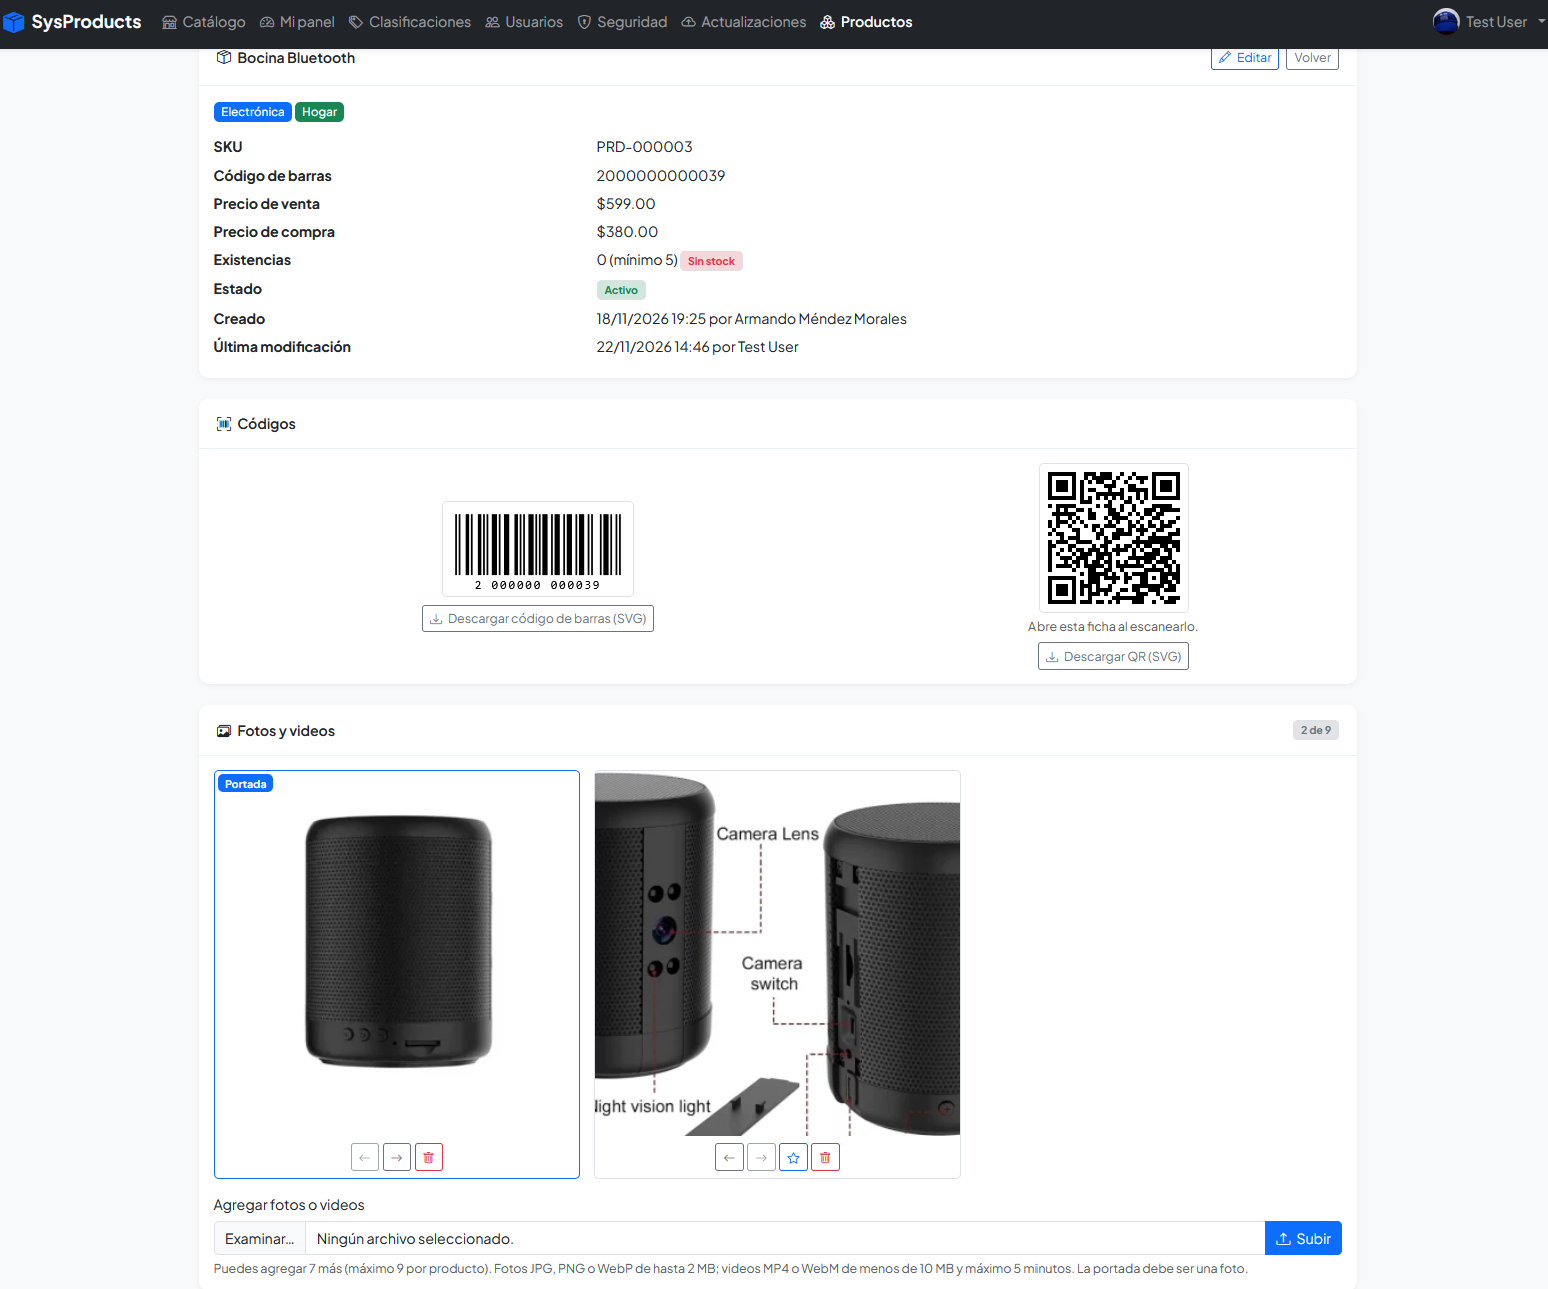 SysProducts Catálogo Mi panel Clasificaciones Usuarios Seguridad Actualizaciones Productos Test User
Bocina Bluetooth Editar Volver
Electrónica Hogar
SKU PRD-000003
Código de barras 2000000000039
Precio de venta $599.00
Precio de compra $380.00
Existencias 0 (mínimo 5) Sin stock
Estado Activo
Creado 18/11/2026 19:25 por Armando Méndez Morales
Última modificación 22/11/2026 14:46 por Test User
Códigos
2 000000 000039
Descargar código de barras (SVG)
Abre esta ficha al escanearlo.
Descargar QR (SVG)
Fotos y videos 2 de 9
Portada
Camera Lens
Camera
switch
Night vision light
Agregar fotos o videos
Examinar... Ningún archivo seleccionado. Subir
Puedes agregar 7 más (máximo 9 por producto). Fotos JPG, PNG o WebP de hasta 2 MB; videos MP4 o WebM de menos de 10 MB y máximo 5 minutos. La portada debe ser una foto.